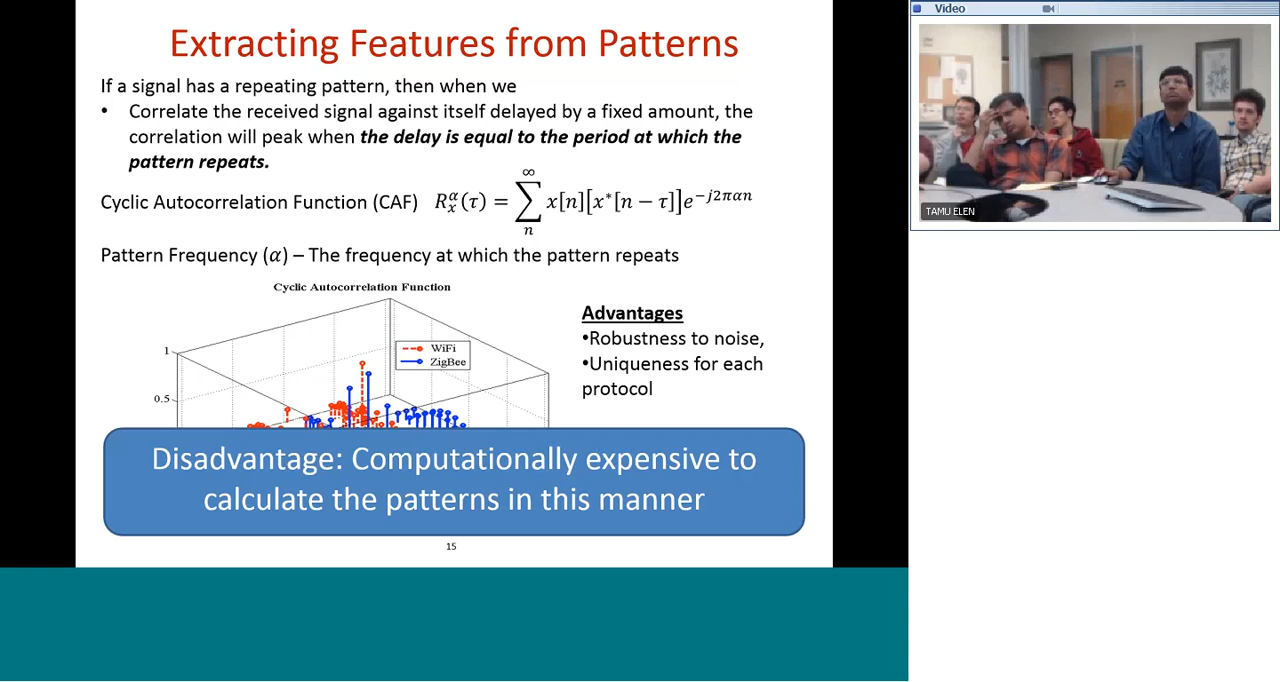 Extracting Features from Patterns
If a signal has a repeating pattern, then when we
• Correlate the received signal against itself delayed by a fixed amount, the
correlation will peak when the delay is equal to the period at which the
pattern repeats.
Cyclic Autocorrelation Function (CAF) R_x^α(τ) = ∑_n^∞ x[n][x*[n − τ]]e^{−j2παn}
Pattern Frequency (α) – The frequency at which the pattern repeats
Cyclic Autocorrelation Function
1
0.5
WiFi
ZigBee
Advantages
•Robustness to noise,
•Uniqueness for each
protocol
Disadvantage: Computationally expensive to
calculate the patterns in this manner
15
Video
TAMU ELEN